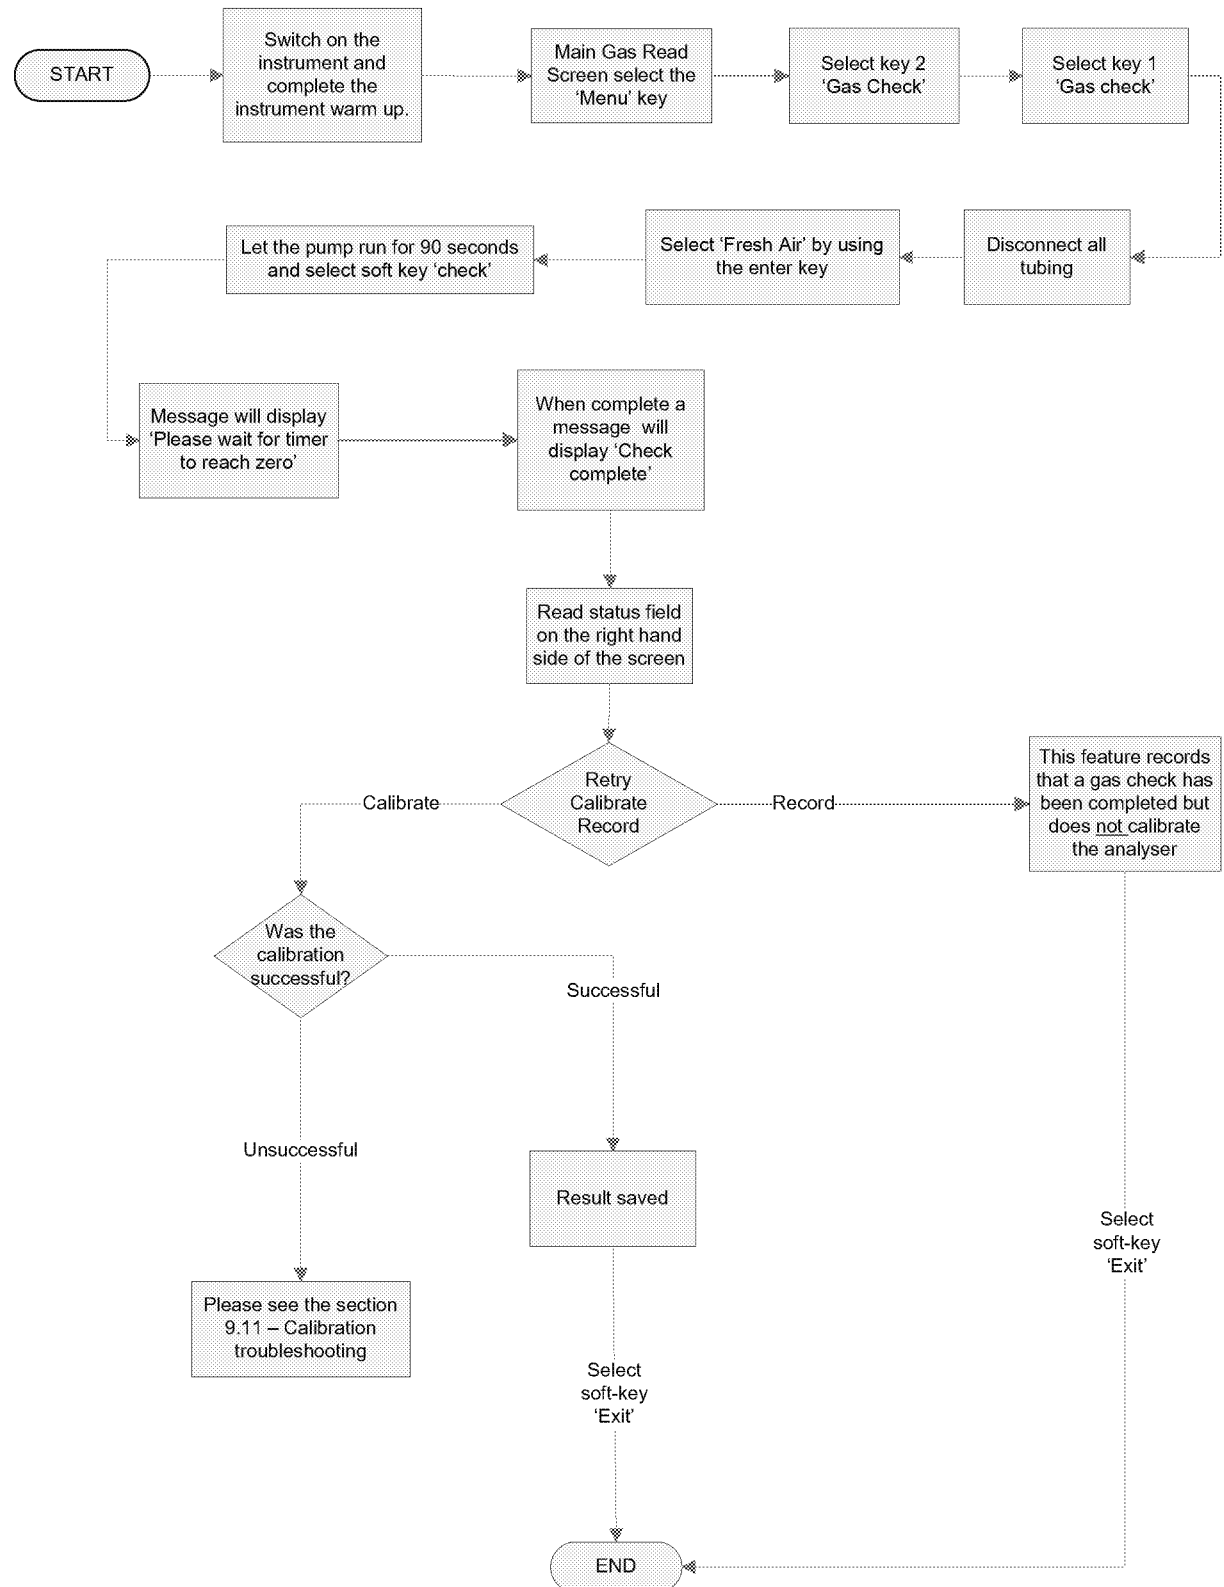 START
Switch on the
instrument and
complete the
instrument warm up.
Main Gas Read
Screen select the
‘Menu’ key
Select key 2
‘Gas Check’
Select key 1
‘Gas check’
Disconnect all
tubing
Select ‘Fresh Air’ by using
the enter key
Let the pump run for 90 seconds
and select soft key ‘check’
Message will display
‘Please wait for timer
to reach zero’
When complete a
message will
display ‘Check
complete’
Read status field
on the right hand
side of the screen
Retry
Calibrate
Record
Calibrate
Record
This feature records
that a gas check has
been completed but
does not calibrate
the analyser
Was the
calibration
successful?
Successful
Unsuccessful
Result saved
Please see the section
9.11 – Calibration
troubleshooting
Select
soft-key
‘Exit’
Select
soft-key
‘Exit’
END